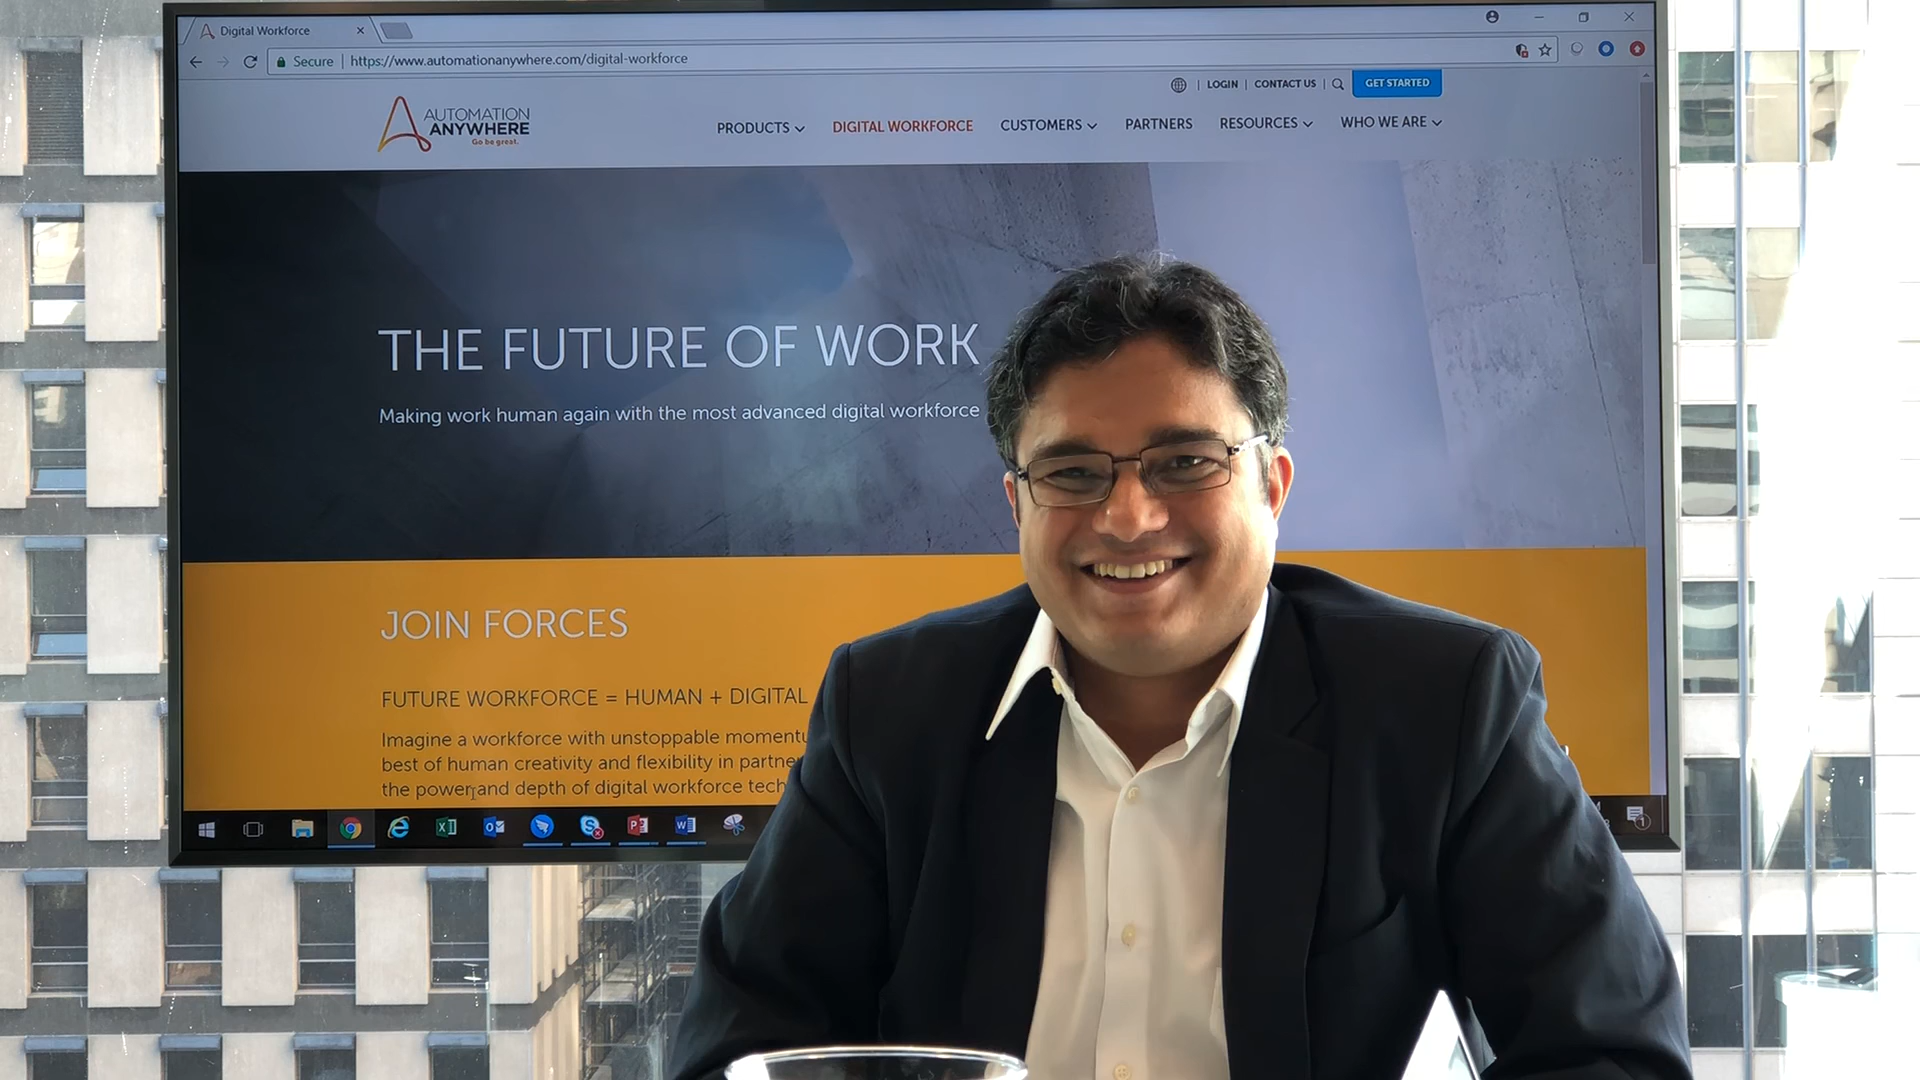 Digital Workforce
Secure | https://www.automationanywhere.com/digital-workforce
LOGIN | CONTACT US | GET STARTED
AUTOMATION
ANYWHERE
Go be great.
PRODUCTS DIGITAL WORKFORCE CUSTOMERS PARTNERS RESOURCES WHO WE ARE
THE FUTURE OF WORK
Making work human again with the most advanced digital workforce
JOIN FORCES
FUTURE WORKFORCE = HUMAN + DIGITAL
Imagine a workforce with unstoppable
best of human creativity and flexibility in
the power and depth of digital workforce